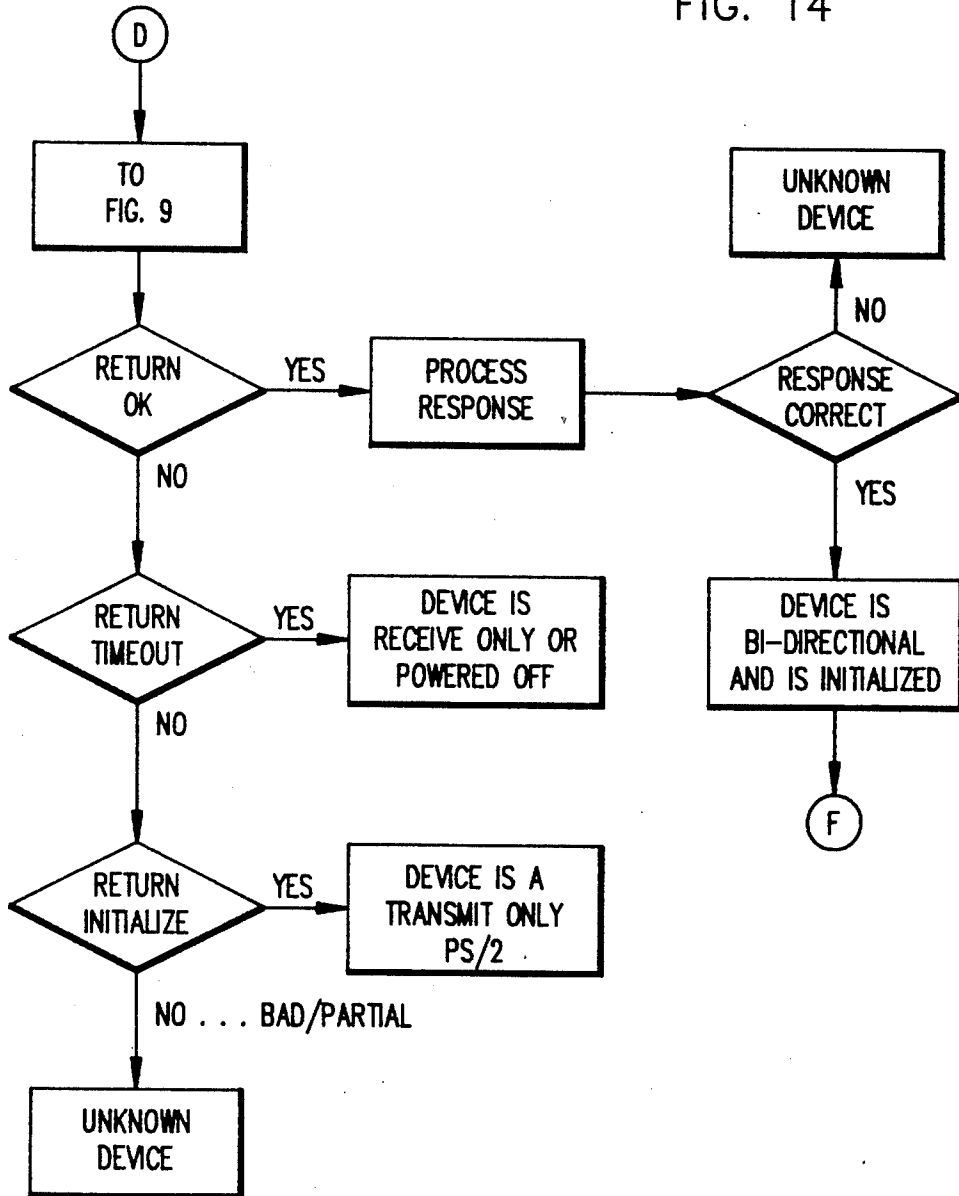 FIG. 14
D
TO
FIG. 9
UNKNOWN
DEVICE
NO
RETURN
OK
YES
PROCESS
RESPONSE
RESPONSE
CORRECT
NO
YES
RETURN
TIMEOUT
YES
DEVICE IS
RECEIVE ONLY OR
POWERED OFF
DEVICE IS
BI-DIRECTIONAL
AND IS INITIALIZED
NO
F
RETURN
INITIALIZE
YES
DEVICE IS A
TRANSMIT ONLY
PS/2
NO . . . BAD/PARTIAL
UNKNOWN
DEVICE